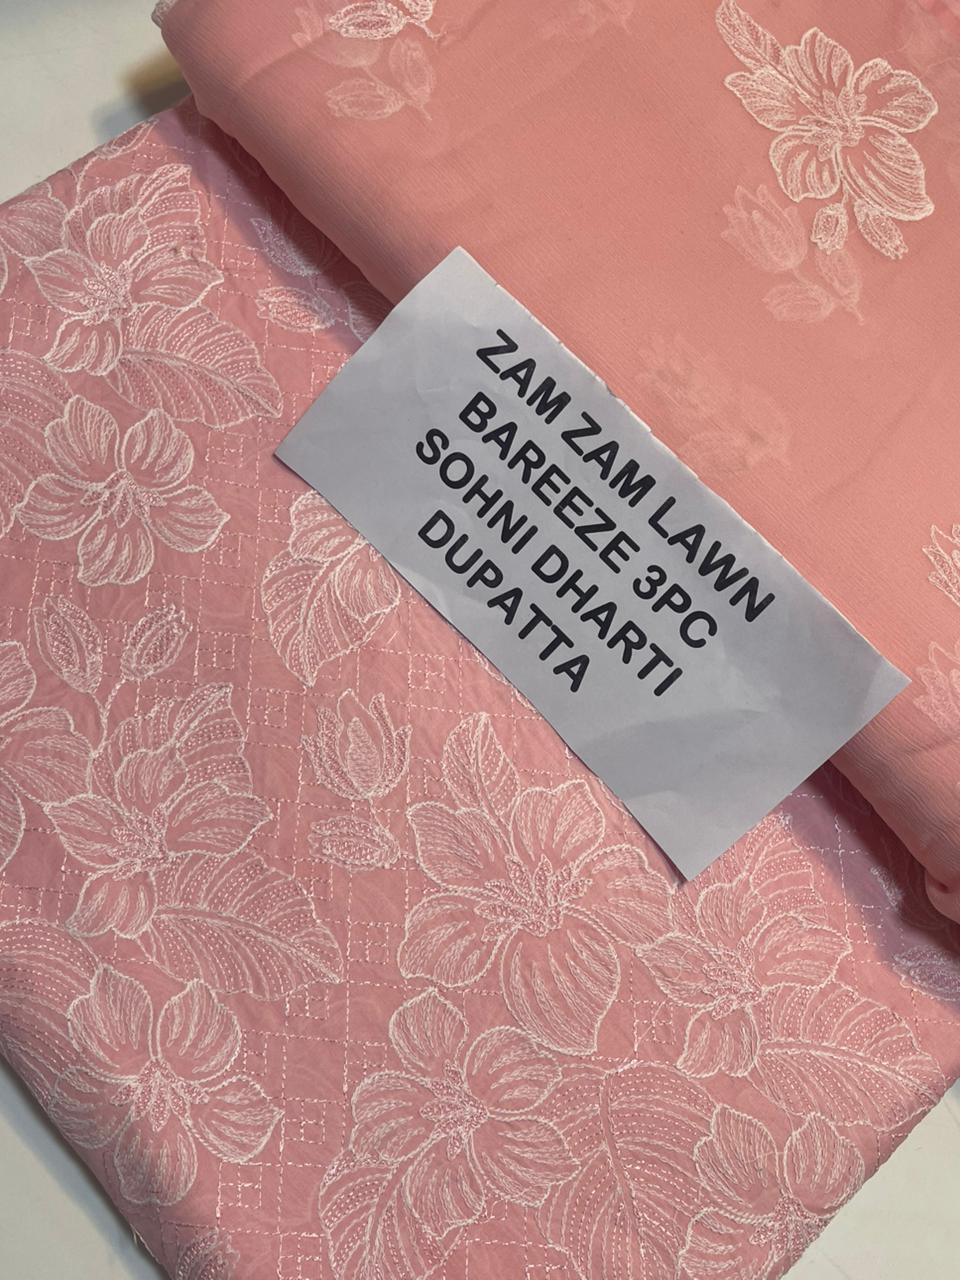 ZAM ZAM LAWN
BAREEZE 3PC
SOHNI DHARTI
DUPATTA